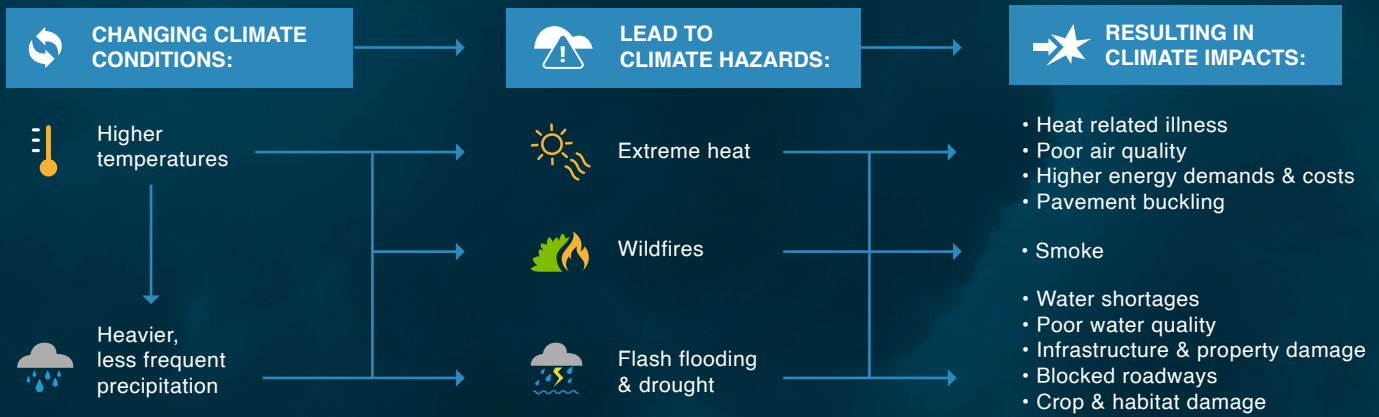 CHANGING CLIMATE
CONDITIONS:
LEAD TO
CLIMATE HAZARDS:
RESULTING IN
CLIMATE IMPACTS:
Higher
temperatures
Extreme heat
• Heat related illness
• Poor air quality
• Higher energy demands & costs
• Pavement buckling
Wildfires
• Smoke
Heavier,
less frequent
precipitation
Flash flooding
& drought
• Water shortages
• Poor water quality
• Infrastructure & property damage
• Blocked roadways
• Crop & habitat damage